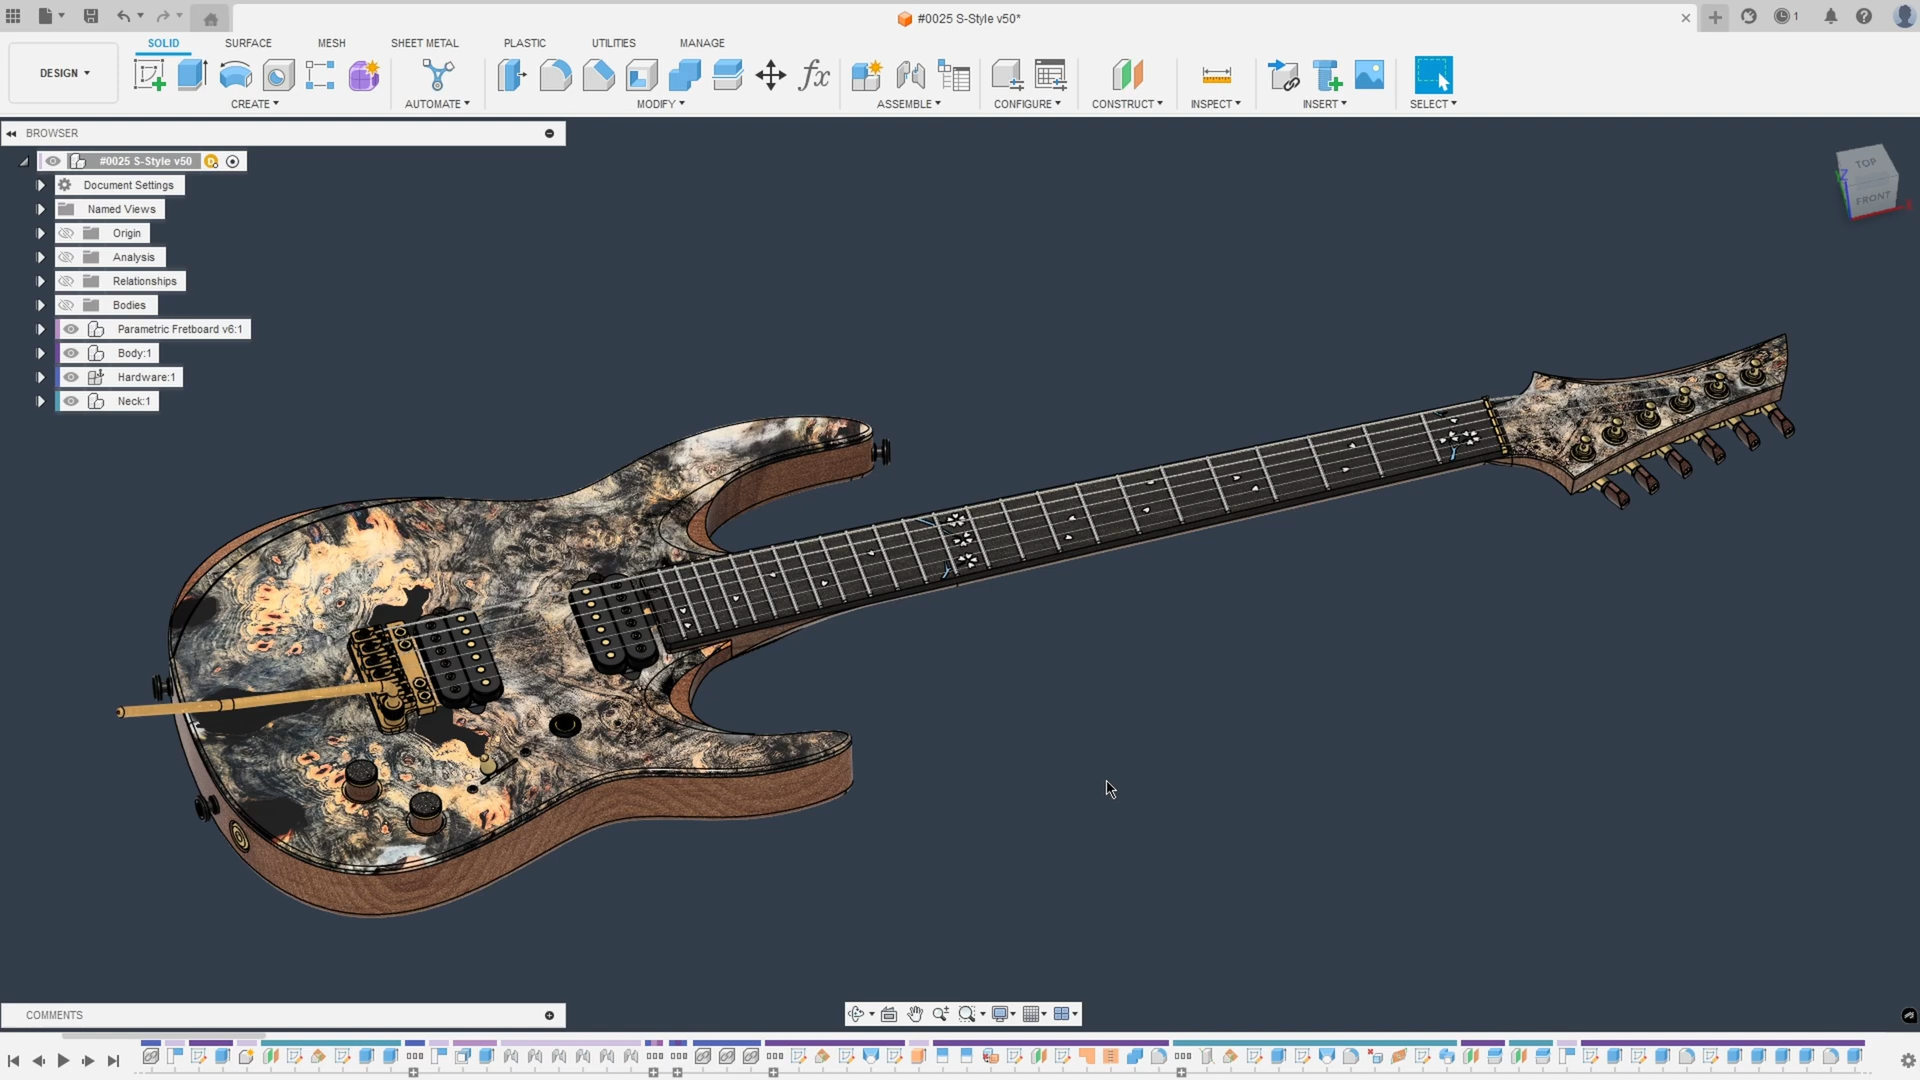 #0025 S-Style v50*
1
SOLID SURFACE MESH SHEET METAL PLASTIC UTILITIES MANAGE
DESIGN
fx
CREATE AUTOMATE MODIFY ASSEMBLE CONFIGURE CONSTRUCT INSPECT INSERT SELECT
BROWSER
#0025 S-Style v50
Document Settings
Named Views
Origin
Analysis
Relationships
Bodies
Parametric Fretboard v6:1
Body:1
Hardware:1
Neck:1
TOP
Z
FRONT
COMMENTS